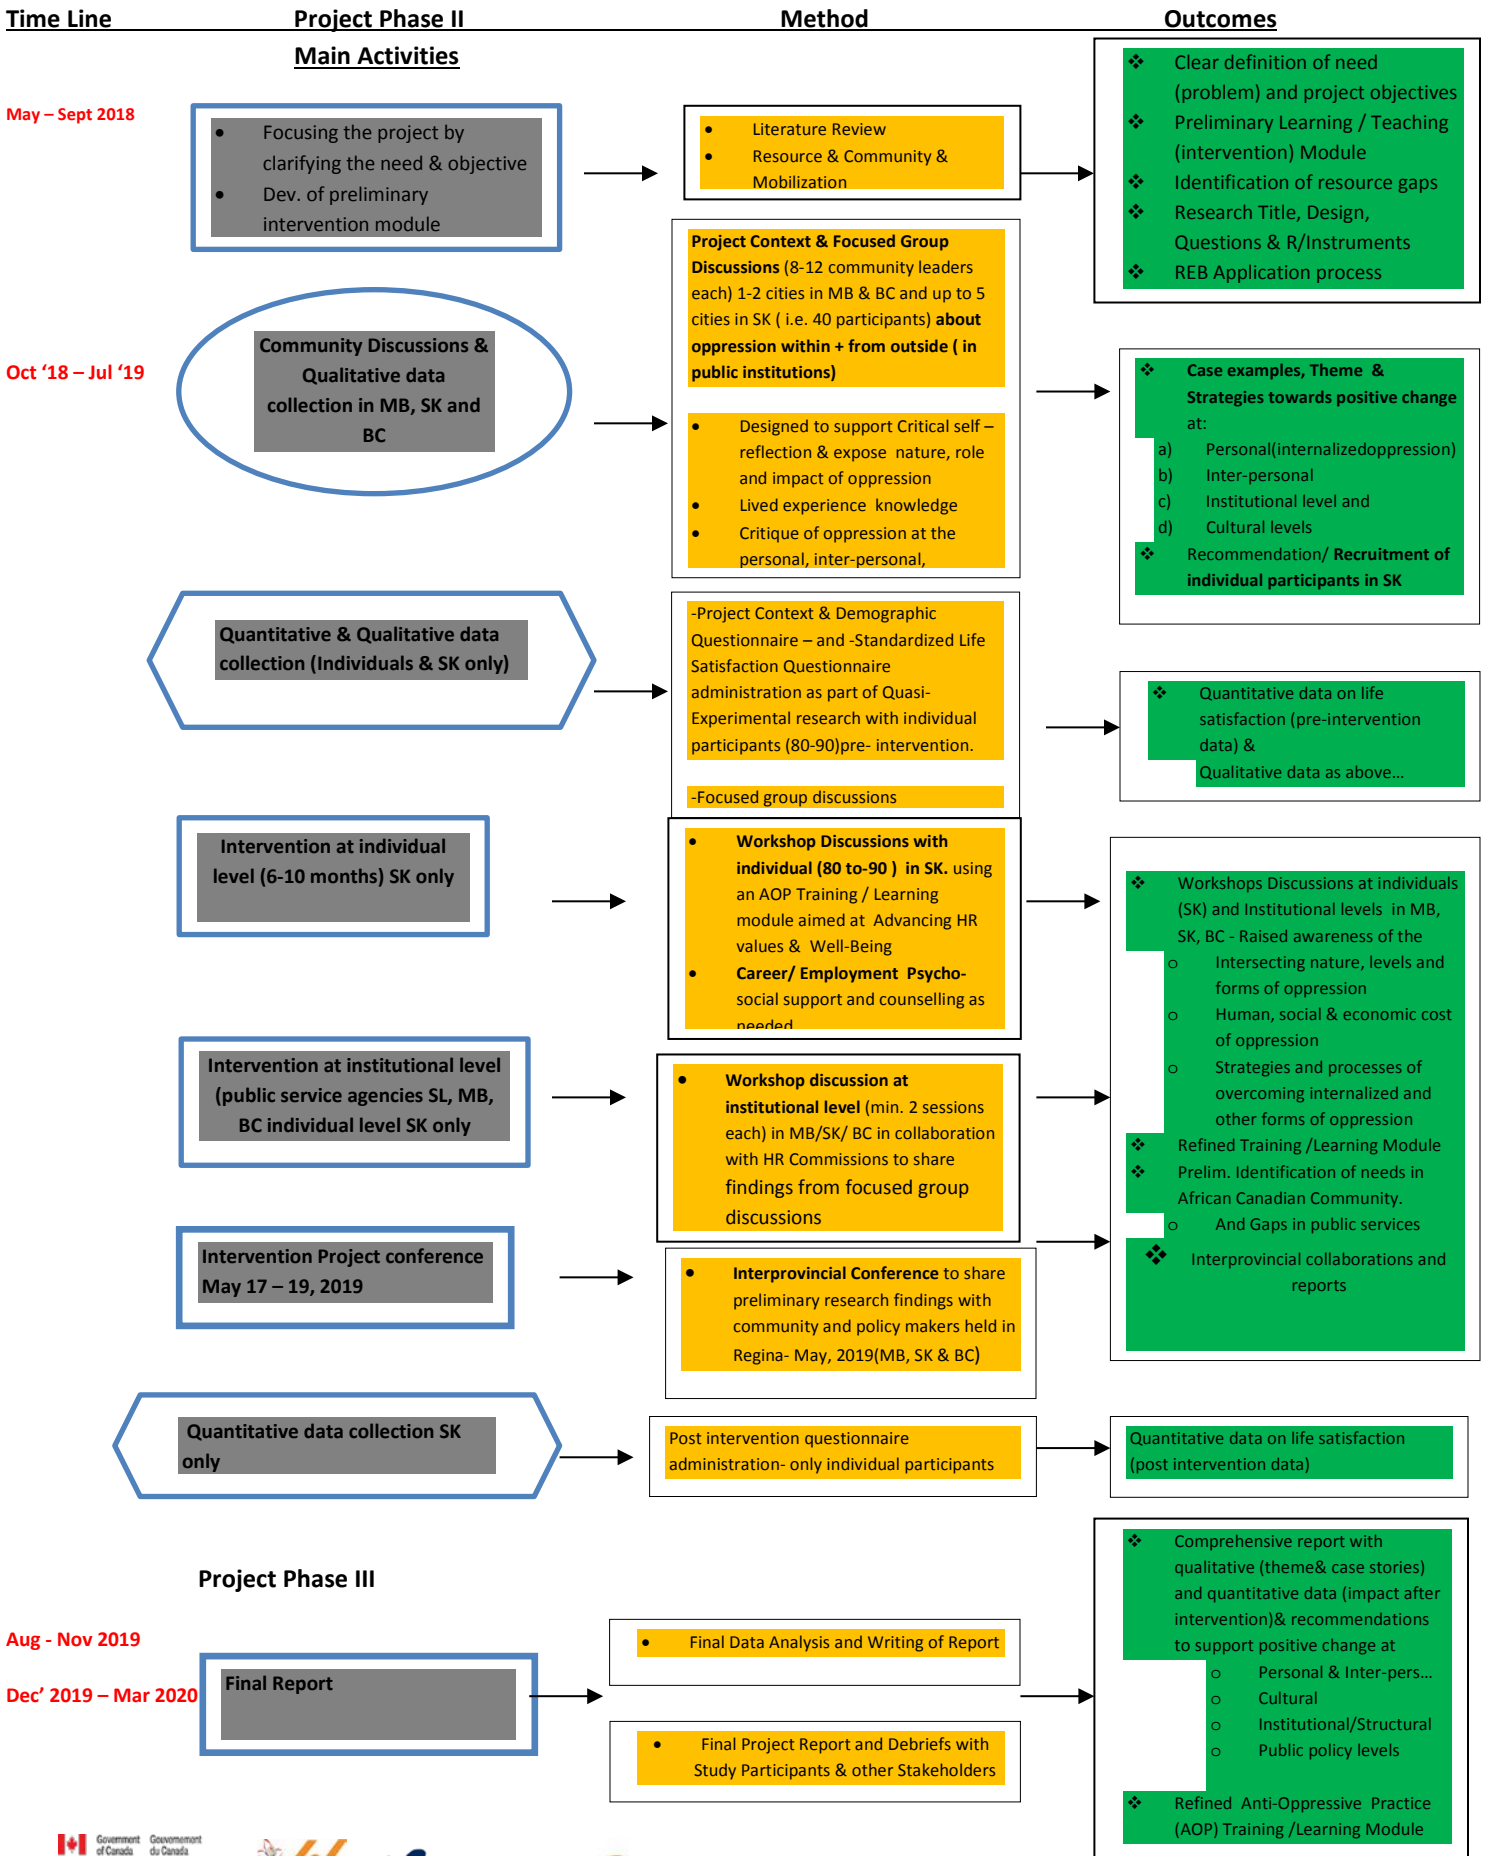 Time Line Project Phase II Method Outcomes
Main Activities
May – Sept 2018
• Focusing the project by
clarifying the need & objective
• Dev. of preliminary
intervention module
• Literature Review
• Resource & Community &
Mobilization
❖ Clear definition of need
(problem) and project objectives
❖ Preliminary Learning / Teaching
(intervention) Module
❖ Identification of resource gaps
❖ Research Title, Design,
Questions & R/Instruments
❖ REB Application process
Oct ‘18 – Jul ‘19
Community Discussions &
Qualitative data
collection in MB, SK and
BC
Project Context & Focused Group
Discussions (8-12 community leaders
each) 1-2 cities in MB & BC and up to 5
cities in SK ( i.e. 40 participants) about
oppression within + from outside ( in
public institutions)
• Designed to support Critical self –
reflection & expose nature, role
and impact of oppression
• Lived experience knowledge
• Critique of oppression at the
personal, inter-personal,
❖ Case examples, Theme &
Strategies towards positive change
at:
a) Personal(internalizedoppression)
b) Inter-personal
c) Institutional level and
d) Cultural levels
❖ Recommendation/ Recruitment of
individual participants in SK
Quantitative & Qualitative data
collection (Individuals & SK only)
-Project Context & Demographic
Questionnaire – and -Standardized Life
Satisfaction Questionnaire
administration as part of Quasi-
Experimental research with individual
participants (80-90)pre- intervention.
-Focused group discussions
❖ Quantitative data on life
satisfaction (pre-intervention
data) &
Qualitative data as above...
Intervention at individual
level (6-10 months) SK only
• Workshop Discussions with
individual (80 to-90 ) in SK. using
an AOP Training / Learning
module aimed at Advancing HR
values & Well-Being
• Career/ Employment Psycho-
social support and counselling as
needed
❖ Workshops Discussions at individuals
(SK) and Institutional levels in MB,
SK, BC - Raised awareness of the
o Intersecting nature, levels and
forms of oppression
o Human, social & economic cost
of oppression
o Strategies and processes of
overcoming internalized and
other forms of oppression
❖ Refined Training /Learning Module
❖ Prelim. Identification of needs in
African Canadian Community.
o And Gaps in public services
❖ Interprovincial collaborations and
reports
Intervention at institutional level
(public service agencies SL, MB,
BC individual level SK only
• Workshop discussion at
institutional level (min. 2 sessions
each) in MB/SK/ BC in collaboration
with HR Commissions to share
findings from focused group
discussions
Intervention Project conference
May 17 – 19, 2019
• Interprovincial Conference to share
preliminary research findings with
community and policy makers held in
Regina- May, 2019(MB, SK & BC)
Quantitative data collection SK
only
Post intervention questionnaire
administration- only individual participants
Quantitative data on life satisfaction
(post intervention data)
Project Phase III
Aug - Nov 2019
Dec’ 2019 – Mar 2020
Final Report
• Final Data Analysis and Writing of Report
• Final Project Report and Debriefs with
Study Participants & other Stakeholders
❖ Comprehensive report with
qualitative (theme& case stories)
and quantitative data (impact after
intervention)& recommendations
to support positive change at
o Personal & Inter-pers...
o Cultural
o Institutional/Structural
o Public policy levels
❖ Refined Anti-Oppressive Practice
(AOP) Training /Learning Module
Government Gouvernement
of Canada du Canada